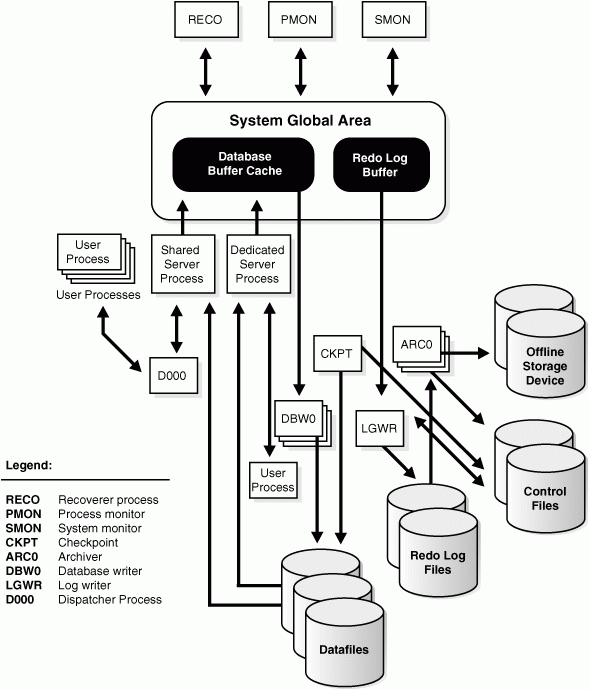 RECO
PMON
SMON
System Global Area
Database
Buffer Cache
Redo Log
Buffer
User
Process
User Processes
Shared
Server
Process
Dedicated
Server
Process
D000
CKPT
ARC0
Offline
Storage
Device
DBW0
LGWR
User
Process
Control
Files
Redo Log
Files
Datafiles
Legend:
RECO Recoverer process
PMON Process monitor
SMON System monitor
CKPT Checkpoint
ARC0 Archiver
DBW0 Database writer
LGWR Log writer
D000 Dispatcher Process